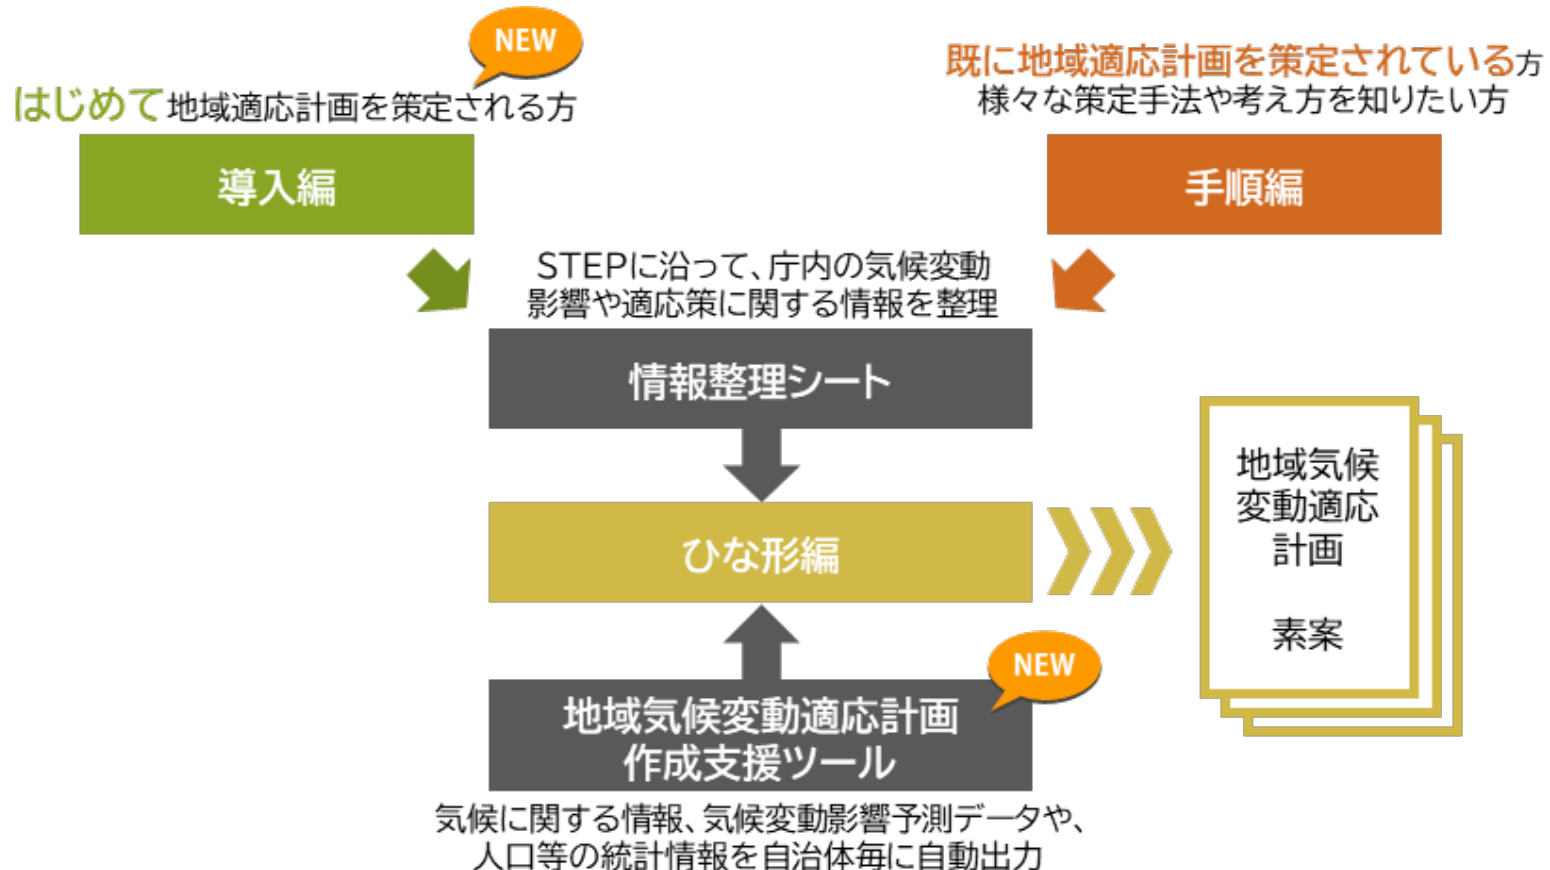 NEW
はじめて地域適応計画を策定される方
導入編
既に地域適応計画を策定されている方
様々な策定手法や考え方を知りたい方
手順編
STEPに沿って、庁内の気候変動
影響や適応策に関する情報を整理
情報整理シート
ひな形編
地域気候
変動適応
計画
素案
NEW
地域気候変動適応計画
作成支援ツール
気候に関する情報、気候変動影響予測データや、
人口等の統計情報を自治体毎に自動出力